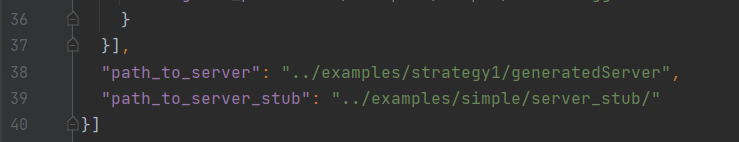 36 }
37 }],
38 "path_to_server": "../examples/strategy1/generatedServer",
39 "path_to_server_stub": "../examples/simple/server_stub/"
40 }]